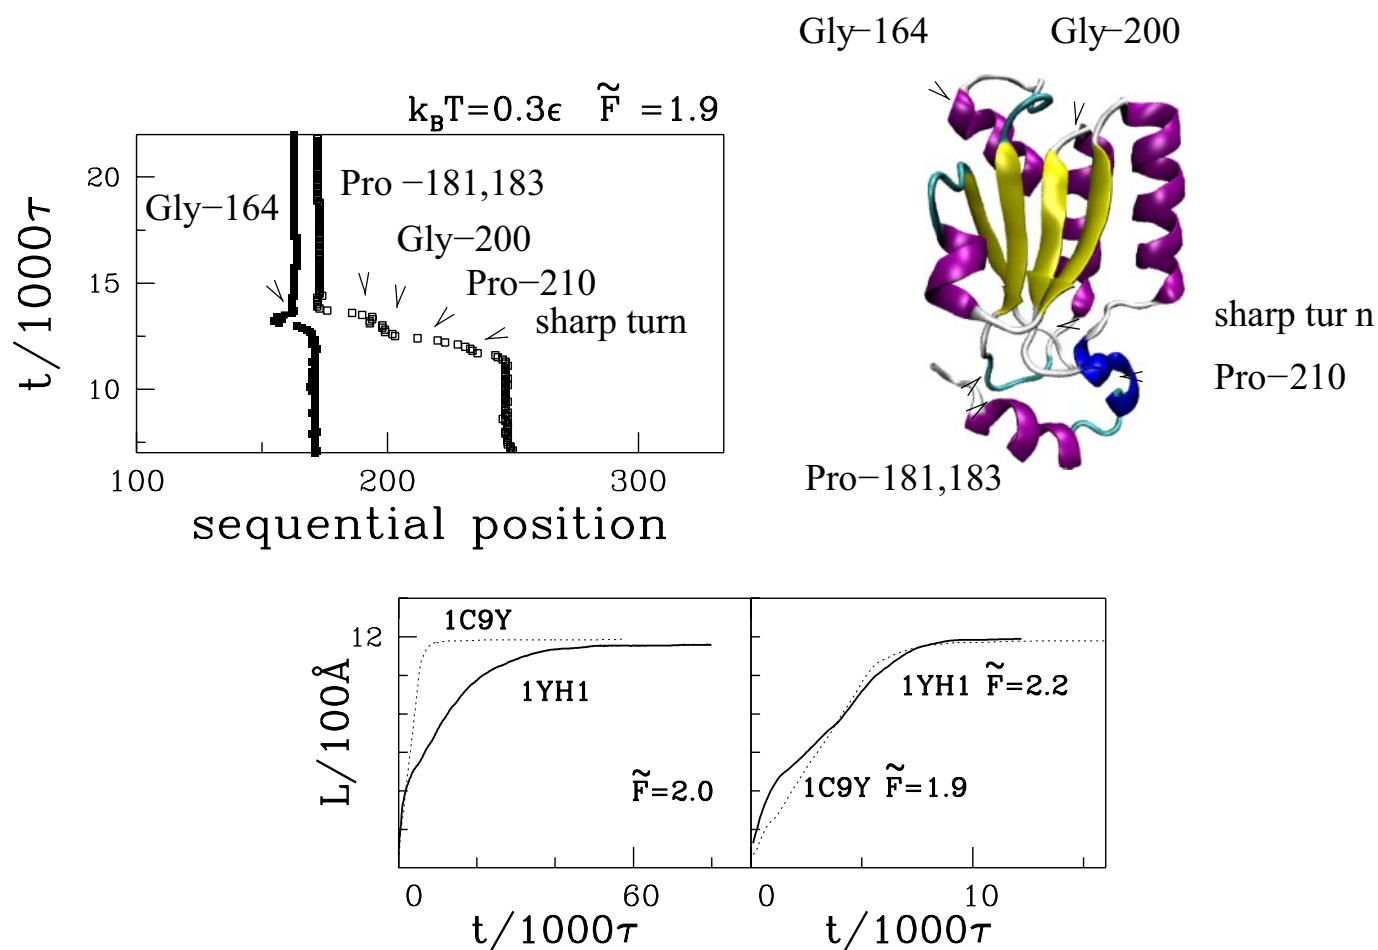 k_BT=0.3ϵ F̃ =1.9
t/1000τ
20
15
10
Gly−164
Pro −181,183
Gly−200
Pro−210
sharp turn
100
200
300
sequential position
Gly−164
Gly−200
sharp tur n
Pro−210
Pro−181,183
L/100Å
12
1C9Y
1YH1
F̃=2.0
0
60
t/1000τ
1YH1 F̃=2.2
1C9Y F̃=1.9
0
10
t/1000τ